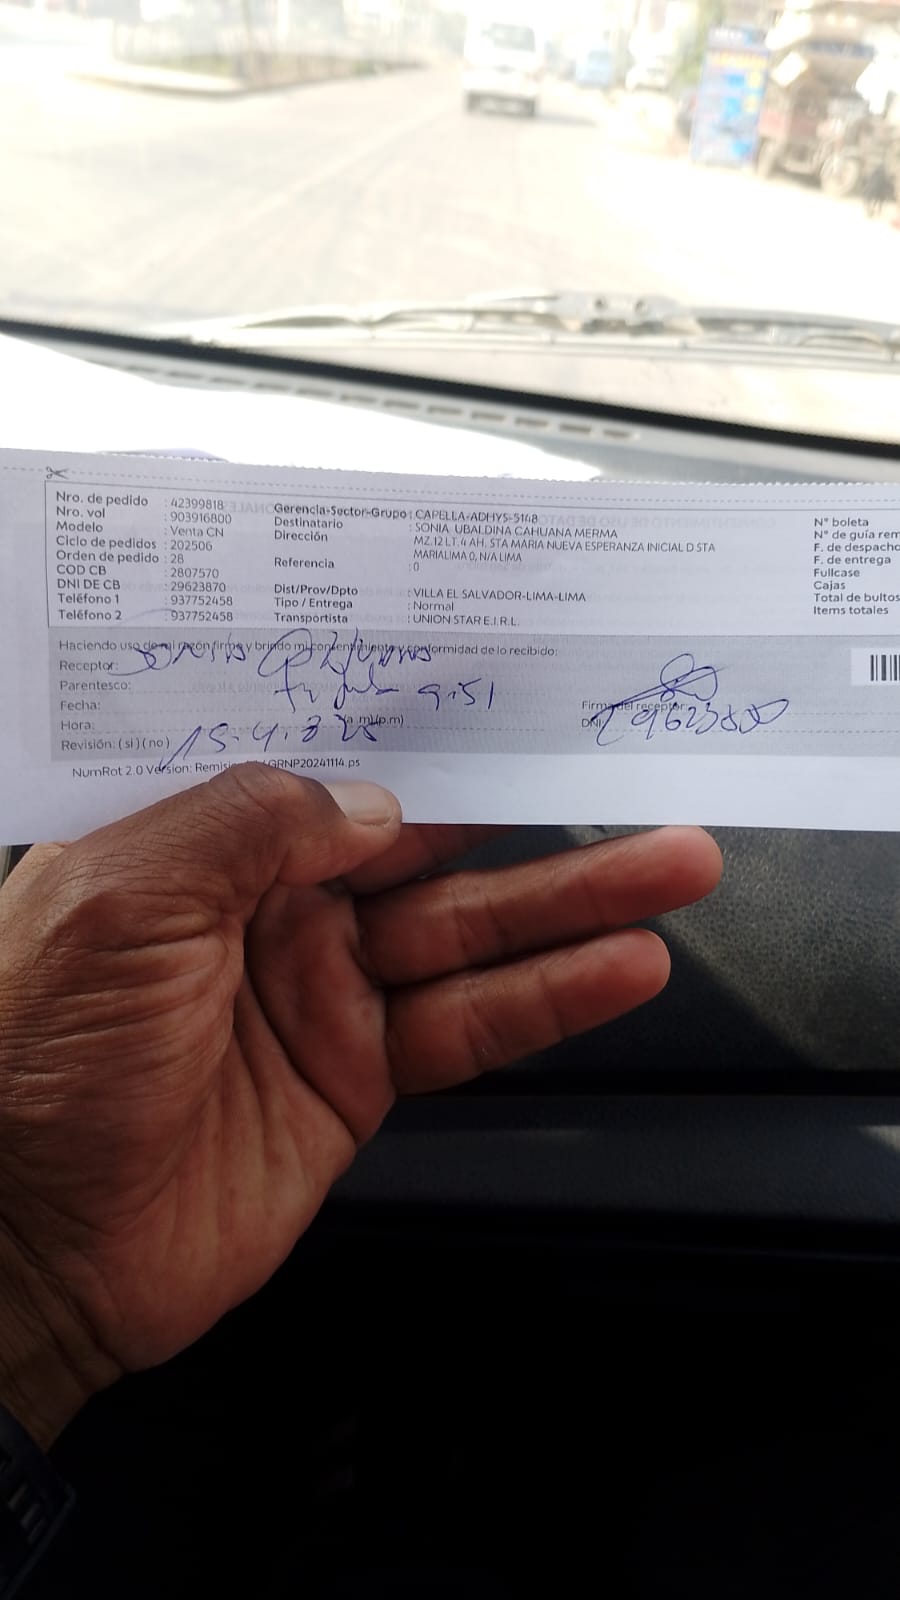 Nro. de pedido : 42399818
Nro. vol : 903916800
Modelo : Venta CN
Ciclo de pedidos : 202506
Orden de pedido : 28
COD CB : 2807570
DNI DE CB : 29623870
Teléfono 1 : 937752458
Teléfono 2 : 937752458
Gerencia-Sector-Grupo : CAPELLA-ADHYS-5148
Destinatario : SONIA UBALDINA CAHUANA MERMA
Dirección : MZ.12 LT.4 AH. STA MARIA NUEVA ESPERANZA INICIAL D STA
MARIALIMA 0, N/A LIMA
Referencia : 0
Dist/Prov/Dpto : VILLA EL SALVADOR-LIMA-LIMA
Tipo / Entrega : Normal
Transportista : UNION STAR E.I.R.L.
N° boleta
N° de guía rem
F. de despacho
F. de entrega
Fullcase
Cajas
Total de bultos
Items totales
Haciendo uso de mi razón firmo y brindo mi consentimiento y conformidad de lo recibido:
Receptor: Sonia
Parentesco:
9:51
Fecha:
Hora: (a.m) (p.m)
Revisión: ( si ) ( no )
Firma del receptor
DNI
NumRot 2.0 Version: GRNP20241114.ps